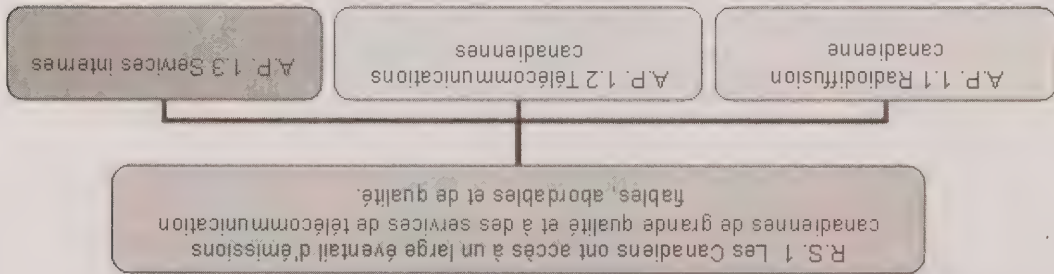 R.S. 1 Les Canadiens ont accès à un large éventail d'émissions
canadiennes de grande qualité et à des services de télécommunication
fiables, abordables et de qualité.
A.P. 1.1 Radiodiffusion
canadienne
A.P. 1.2 Télécommunications
canadiennes
A.P. 1.3 Services internes